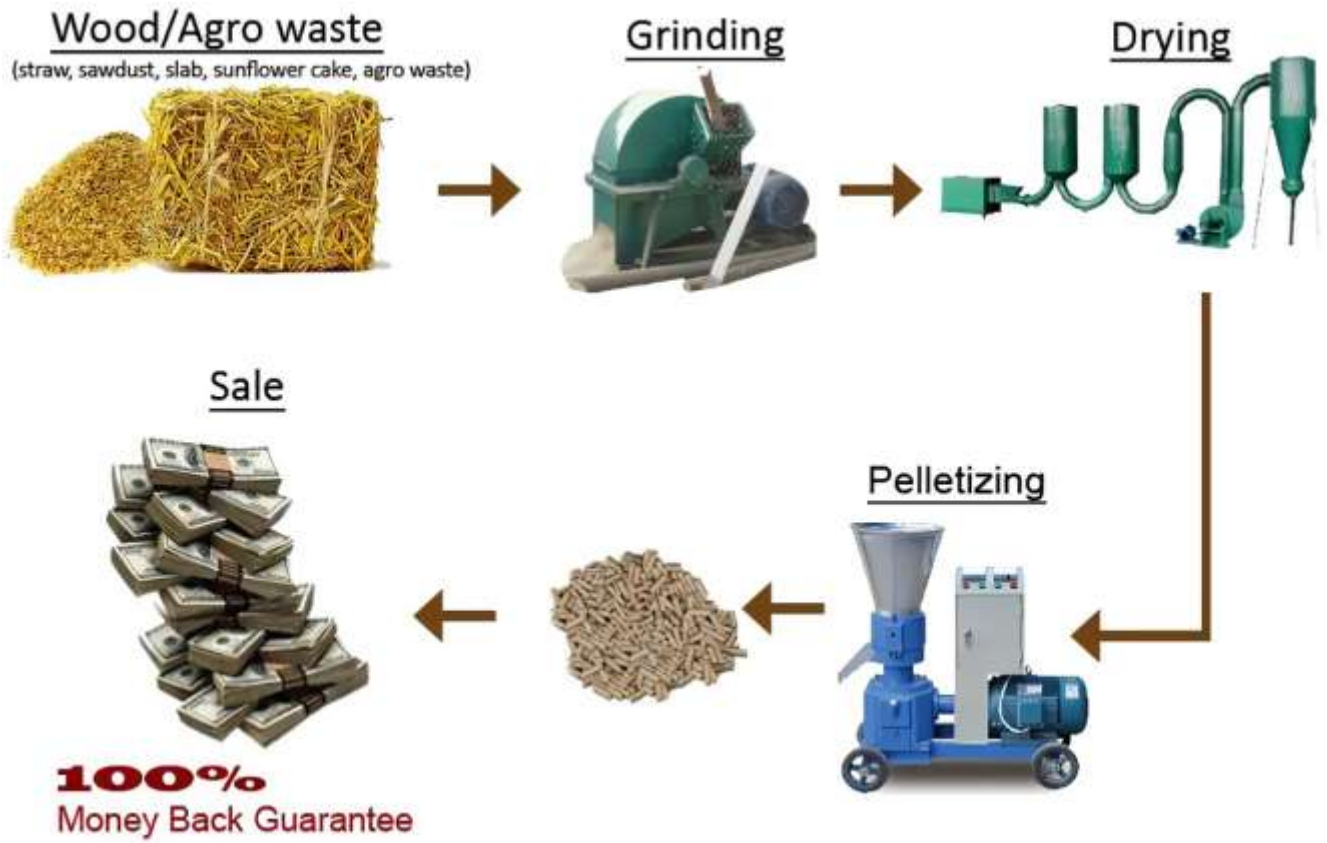 Wood/Agro waste
(straw, sawdust, slab, sunflower cake, agro waste)
Grinding
Drying
Sale
Pelletizing
100%
Money Back Guarantee